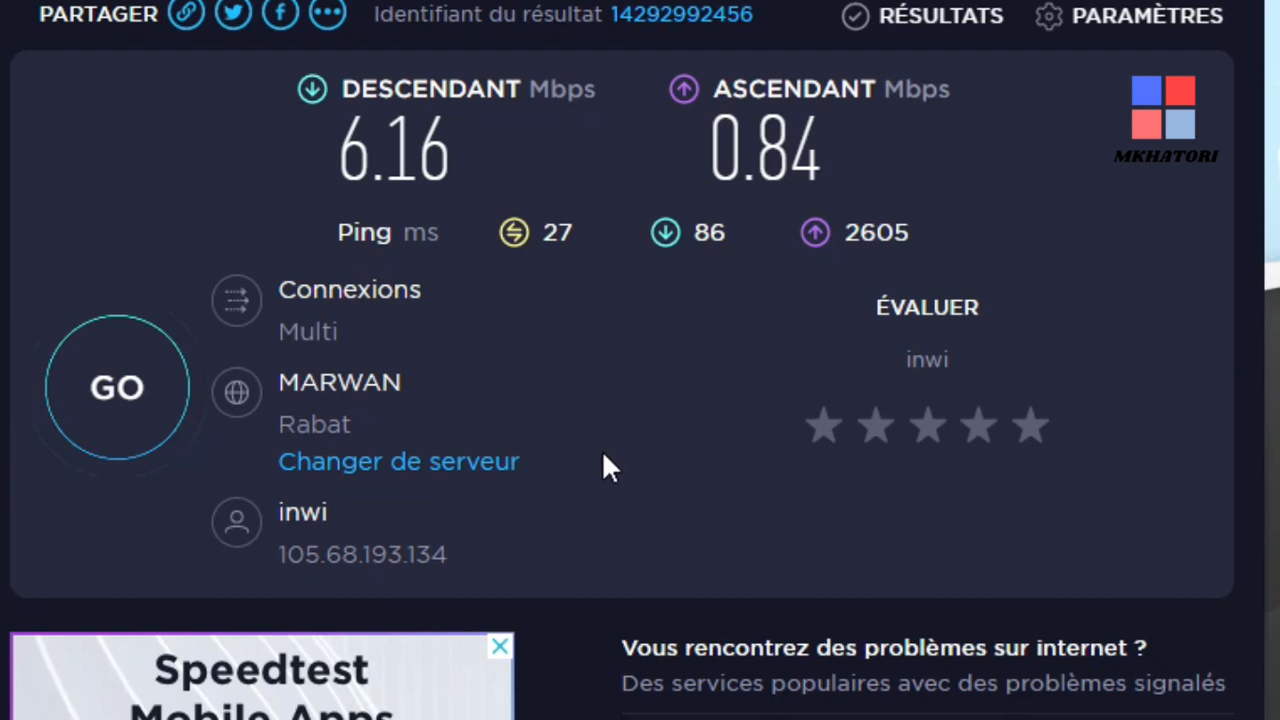 PARTAGER Identifiant du résultat 14292992456 RÉSULTATS PARAMÈTRES
DESCENDANT Mbps
6.16
ASCENDANT Mbps
0.84
MKHATORI
Ping ms 27 86 2605
Connexions
Multi
GO
MARWAN
Rabat
Changer de serveur
inwi
105.68.193.134
ÉVALUER
inwi
Speedtest
Mobile Apps
Vous rencontrez des problèmes sur internet ?
Des services populaires avec des problèmes signalés